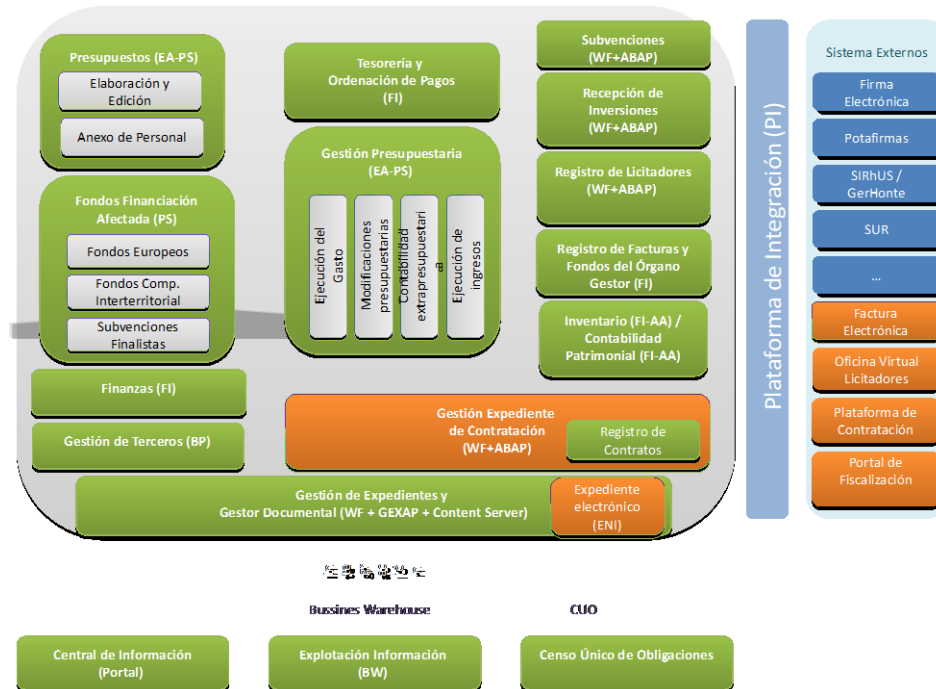 Presupuestos (EA-PS)
Elaboración y
Edición
Anexo de Personal
Fondos Financiación
Afectada (PS)
Fondos Europeos
Fondos Comp.
Interterritorial
Subvenciones
Finalistas
Finanzas (FI)
Gestión de Terceros (BP)
Tesorería y
Ordenación de Pagos
(FI)
Gestión Presupuestaria
(EA-PS)
Ejecución del
Gasto
Modificaciones
presupuestarias
Contabilidad
extrapresupuestari
a
Ejecución de
ingresos
Subvenciones
(WF+ABAP)
Recepción de
Inversiones
(WF+ABAP)
Registro de Licitadores
(WF+ABAP)
Registro de Facturas y
Fondos del Órgano
Gestor (FI)
Inventario (FI-AA) /
Contabilidad
Patrimonial (FI-AA)
Gestión Expediente
de Contratación
(WF+ABAP)
Registro de
Contratos
Gestión de Expedientes y
Gestor Documental (WF + GEXAP + Content Server)
Expediente
electrónico
(ENI)
Plataforma de Integración (PI)
Sistema Externos
Firma
Electrónica
Potafirmas
SIRhUS /
GerHonte
SUR
...
Factura
Electrónica
Oficina Virtual
Licitadores
Plataforma de
Contratación
Portal de
Fiscalización
Bussines Warehouse
CUO
Central de Información
(Portal)
Explotación Información
(BW)
Censo Único de Obligaciones